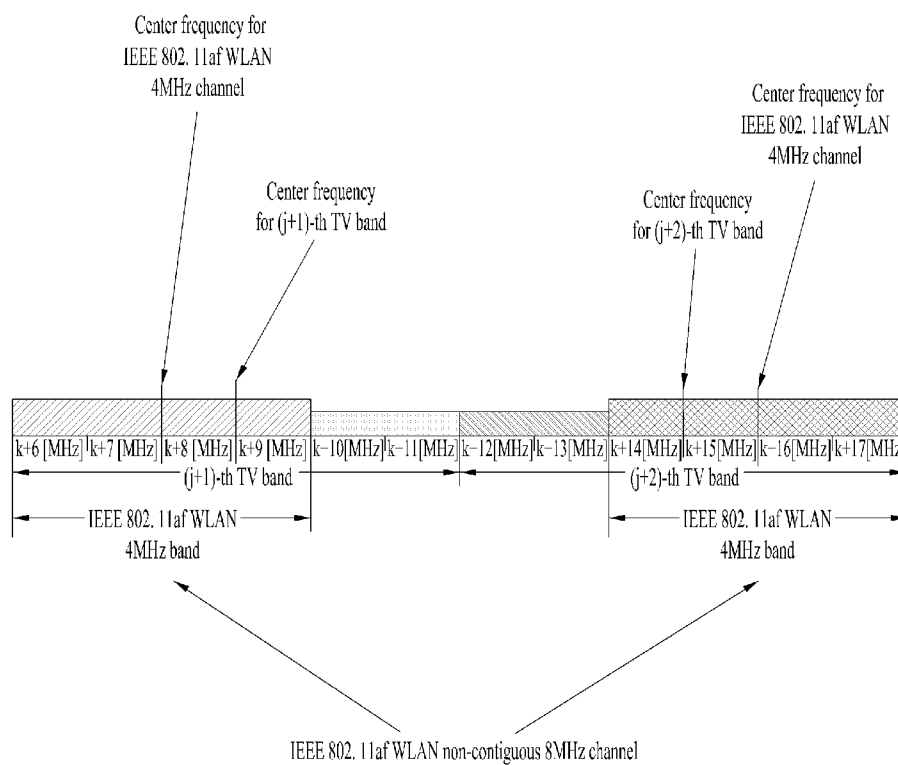 Center frequency for
IEEE 802. 11af WLAN
4MHz channel
Center frequency for
IEEE 802. 11af WLAN
4MHz channel
Center frequency
for (j+1)-th TV band
Center frequency
for (j+2)-th TV band
k+6 [MHz] k+7 [MHz] k+8 [MHz] k+9 [MHz] k−10[MHz] k−11[MHz] k−12[MHz] k−13[MHz] k+14[MHz] k+15[MHz] k−16[MHz] k+17[MHz]
(j+1)-th TV band (j+2)-th TV band
IEEE 802. 11af WLAN
4MHz band
IEEE 802. 11af WLAN
4MHz band
IEEE 802. 11af WLAN non-contiguous 8MHz channel